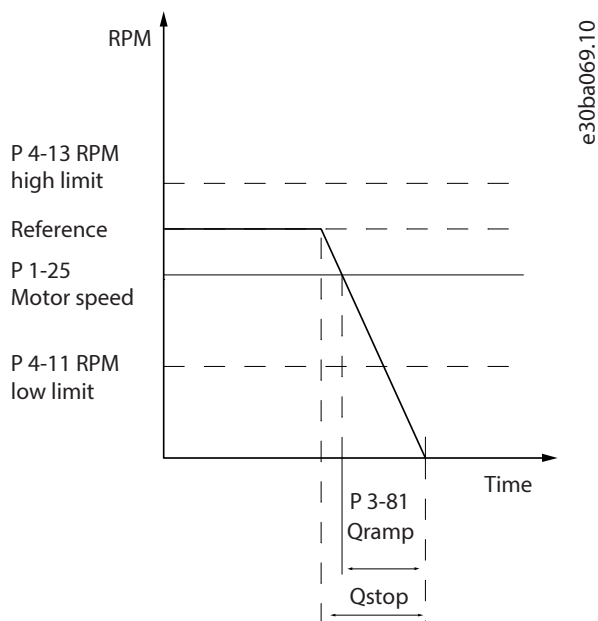 RPM
e30ba069.10
P 4-13 RPM
high limit
Reference
P 1-25
Motor speed
P 4-11 RPM
low limit
Time
P 3-81
Qramp
Qstop